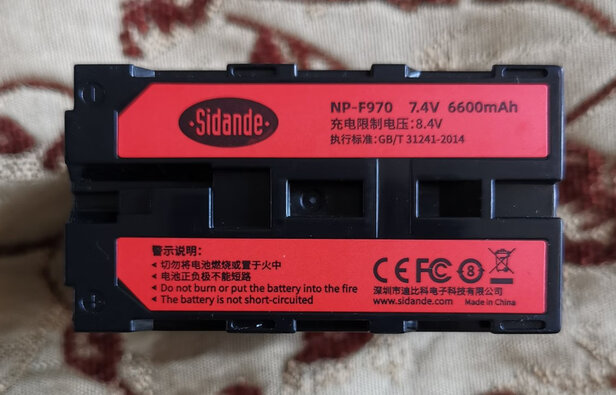 Sidande
NP-F970 7.4V 6600mAh
充电限制电压:8.4V
执行标准:GB/T 31241-2014
警示说明:
切勿将电池燃烧或置于火中
电池正负极不能短路
Do not burn or put the battery into the fire
The battery is not short-circuited
CE FC 8
深圳市迪比科电子科技有限公司
www.sidande.com Made in China